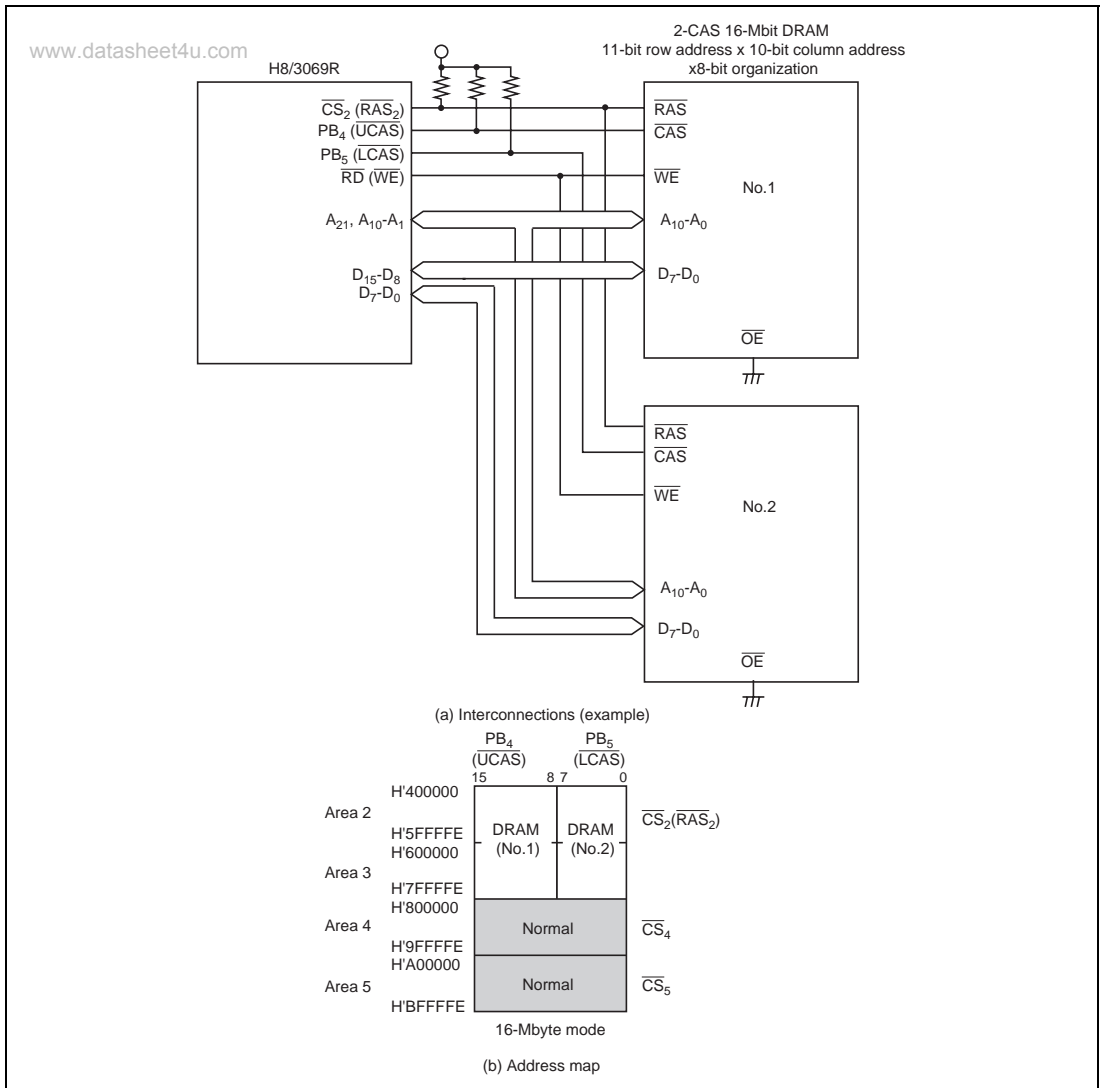 www.datasheet4u.com
2-CAS 16-Mbit DRAM
11-bit row address x 10-bit column address
x8-bit organization
H8/3069R
CS2 (RAS2)
PB4 (UCAS)
PB5 (LCAS)
RD (WE)
A21, A10-A1
D15-D8
D7-D0
RAS
CAS
WE
No.1
A10-A0
D7-D0
OE
RAS
CAS
WE
No.2
A10-A0
D7-D0
OE
(a) Interconnections (example)
PB4
(UCAS)
PB5
(LCAS)
15 8 7 0
Area 2
H'400000
H'5FFFFE
Area 3
H'600000
H'7FFFFE
Area 4
H'800000
H'9FFFFE
Area 5
H'A00000
H'BFFFFE
DRAM
(No.1)
DRAM
(No.2)
CS2(RAS2)
Normal
CS4
Normal
CS5
16-Mbyte mode
(b) Address map